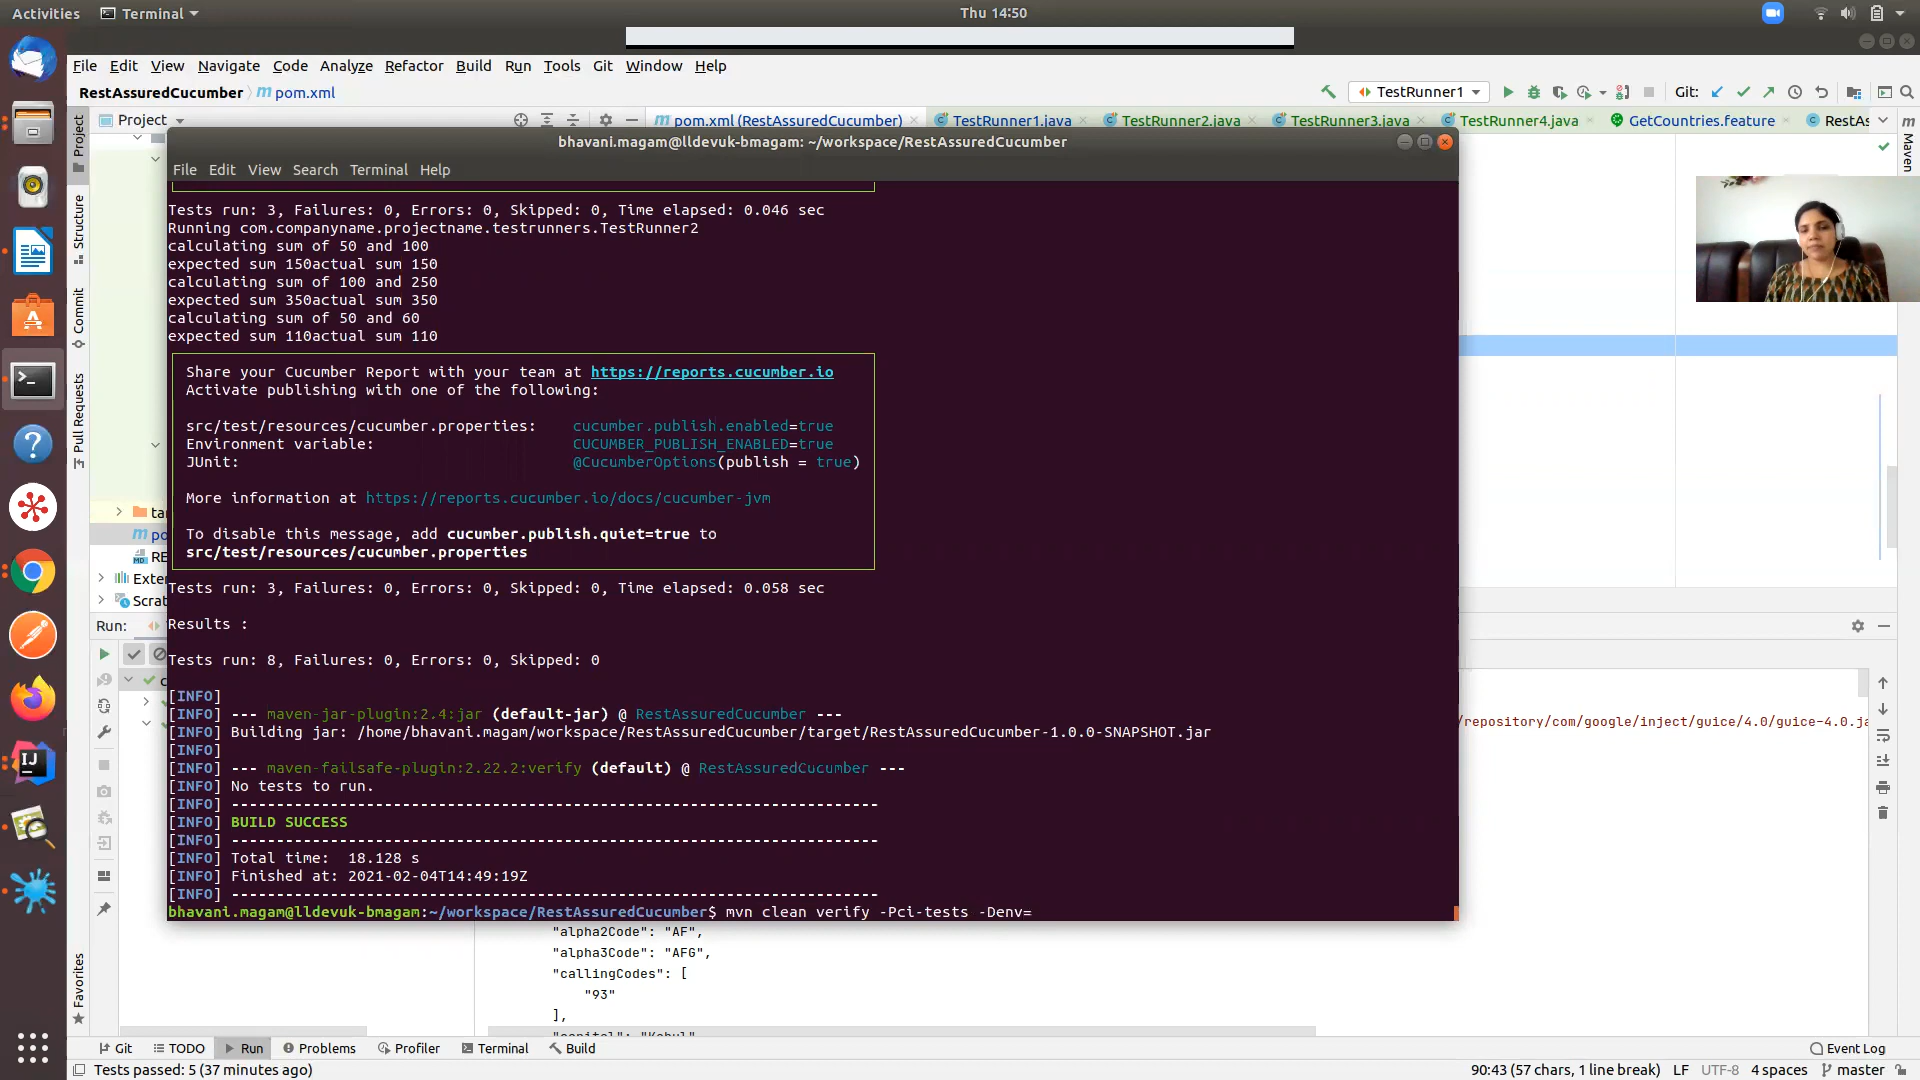 Activities Terminal Thu 14:50
File Edit View Navigate Code Analyze Refactor Build Run Tools Git Window Help
RestAssuredCucumber pom.xml TestRunner1 Git:
Project pom.xml (RestAssuredCucumber) TestRunner1.java TestRunner2.java TestRunner3.java TestRunner4.java GetCountries.feature RestAs
bhavani.magam@lldevuk-bmagam: ~/workspace/RestAssuredCucumber
File Edit View Search Terminal Help
Tests run: 3, Failures: 0, Errors: 0, Skipped: 0, Time elapsed: 0.046 sec
Running com.companyname.projectname.testrunners.TestRunner2
calculating sum of 50 and 100
expected sum 150actual sum 150
calculating sum of 100 and 250
expected sum 350actual sum 350
calculating sum of 50 and 60
expected sum 110actual sum 110
Share your Cucumber Report with your team at https://reports.cucumber.io
Activate publishing with one of the following:
src/test/resources/cucumber.properties: cucumber.publish.enabled=true
Environment variable: CUCUMBER_PUBLISH_ENABLED=true
JUnit: @CucumberOptions(publish = true)
More information at https://reports.cucumber.io/docs/cucumber-jvm
To disable this message, add cucumber.publish.quiet=true to
src/test/resources/cucumber.properties
Tests run: 3, Failures: 0, Errors: 0, Skipped: 0, Time elapsed: 0.058 sec
Results :
Tests run: 8, Failures: 0, Errors: 0, Skipped: 0
[INFO]
[INFO] --- maven-jar-plugin:2.4:jar (default-jar) @ RestAssuredCucumber ---
[INFO] Building jar: /home/bhavani.magam/workspace/RestAssuredCucumber/target/RestAssuredCucumber-1.0.0-SNAPSHOT.jar
[INFO]
[INFO] --- maven-failsafe-plugin:2.22.2:verify (default) @ RestAssuredCucumber ---
[INFO] No tests to run.
[INFO] ------------------------------------------------------------------------
[INFO] BUILD SUCCESS
[INFO] ------------------------------------------------------------------------
[INFO] Total time:  18.128 s
[INFO] Finished at: 2021-02-04T14:49:19Z
[INFO] ------------------------------------------------------------------------
bhavani.magam@lldevuk-bmagam:~/workspace/RestAssuredCucumber$ mvn clean verify -Pci-tests -Denv=
Project
Structure
Commit
Pull Requests
Favorites
Maven
ta
po
RE
Exter
Scrat
Run:
c
/repository/com/google/inject/guice/4.0/guice-4.0.ja
"alpha2Code": "AF",
"alpha3Code": "AFG",
"callingCodes": [
"93"
],
Git TODO Run Problems Profiler Terminal Build Event Log
Tests passed: 5 (37 minutes ago) 90:43 (57 chars, 1 line break) LF UTF-8 4 spaces master